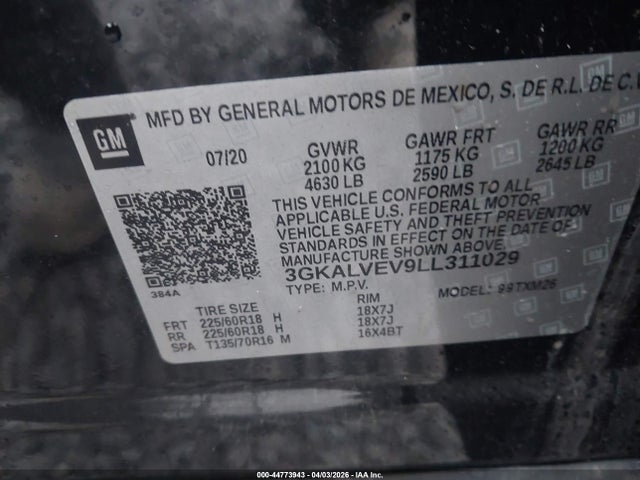 GM
MFD BY GENERAL MOTORS DE MEXICO, S. DE R.L. DE C.V
07/20
GVWR
2100 KG
4630 LB
GAWR FRT
1175 KG
2590 LB
GAWR RR
1200 KG
2645 LB
THIS VEHICLE CONFORMS TO ALL
APPLICABLE U.S. FEDERAL MOTOR
VEHICLE SAFETY AND THEFT PREVENTION
STANDARDS IN EFFECT ON THE DATE OF
MANUFACTURE SHOWN ABOVE.
3GKALVEV9LL311029
TYPE: M.P.V. MODEL:
384A
TIRE SIZE RIM
FRT 225/60R18 H 18X7J
RR 225/60R18 H 18X7J
SPA T135/70R16 M 16X4BT
000-44773943 - 04/03/2026 - IAA Inc.